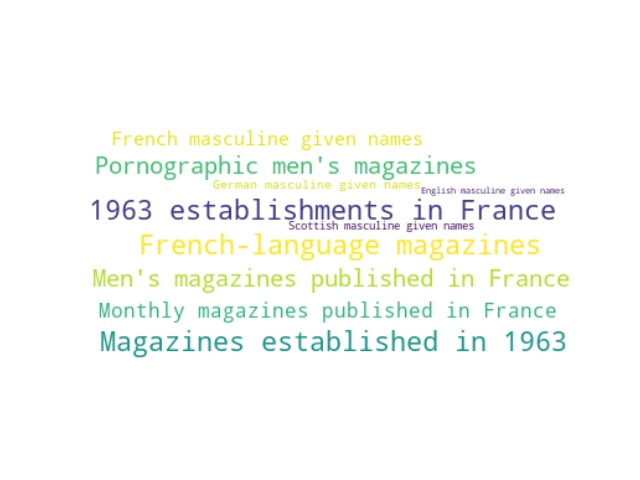 French masculine given names
Pornographic men's magazines
German masculine given names
English masculine given names
1963 establishments in France
Scottish masculine given names
French-language magazines
Men's magazines published in France
Monthly magazines published in France
Magazines established in 1963